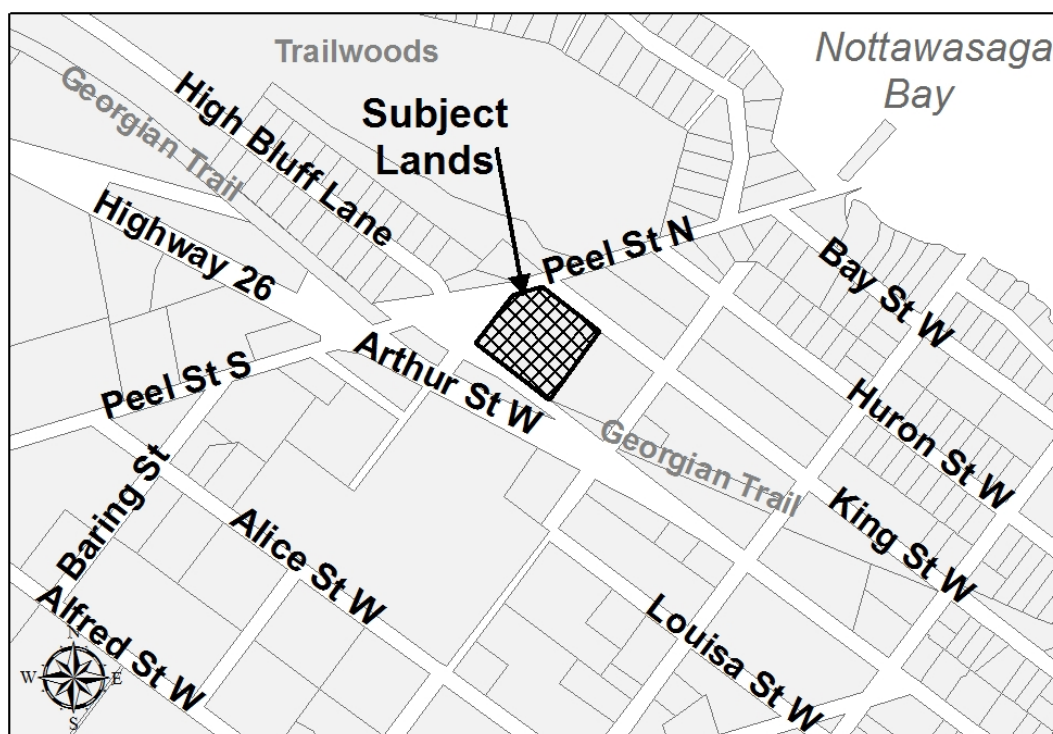 Nottawasaga
Bay
Trailwoods
Subject
Lands
Georgian Trail
High Bluff Lane
Highway 26
Peel St N
Bay St W
Peel St S
Arthur St W
Huron St W
Georgian Trail
King St W
Baring St
Alice St W
Louisa St W
Alfred St W
N
W
E
S